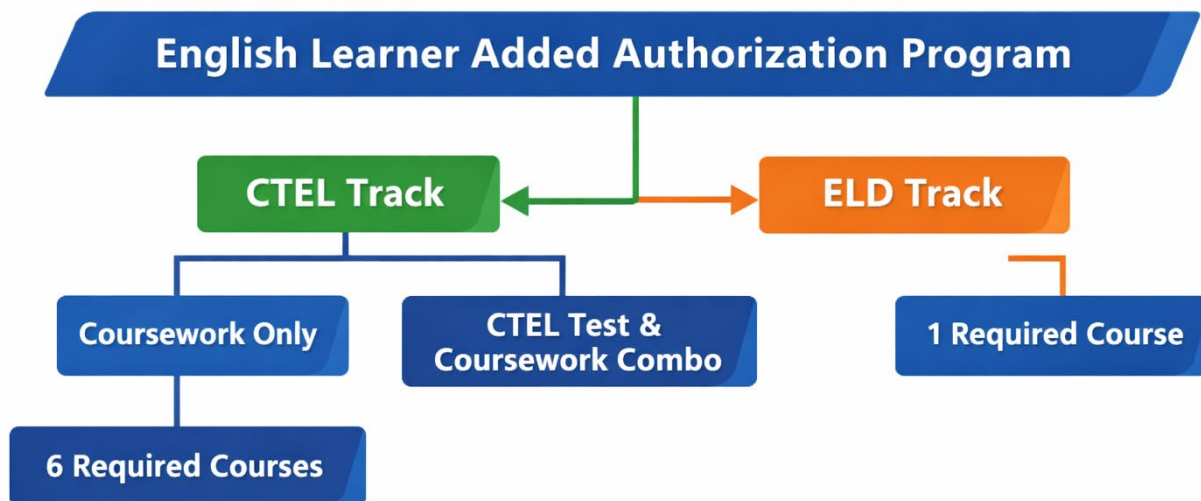 English Learner Added Authorization Program
CTEL Track
ELD Track
Coursework Only
CTEL Test &
Coursework Combo
1 Required Course
6 Required Courses